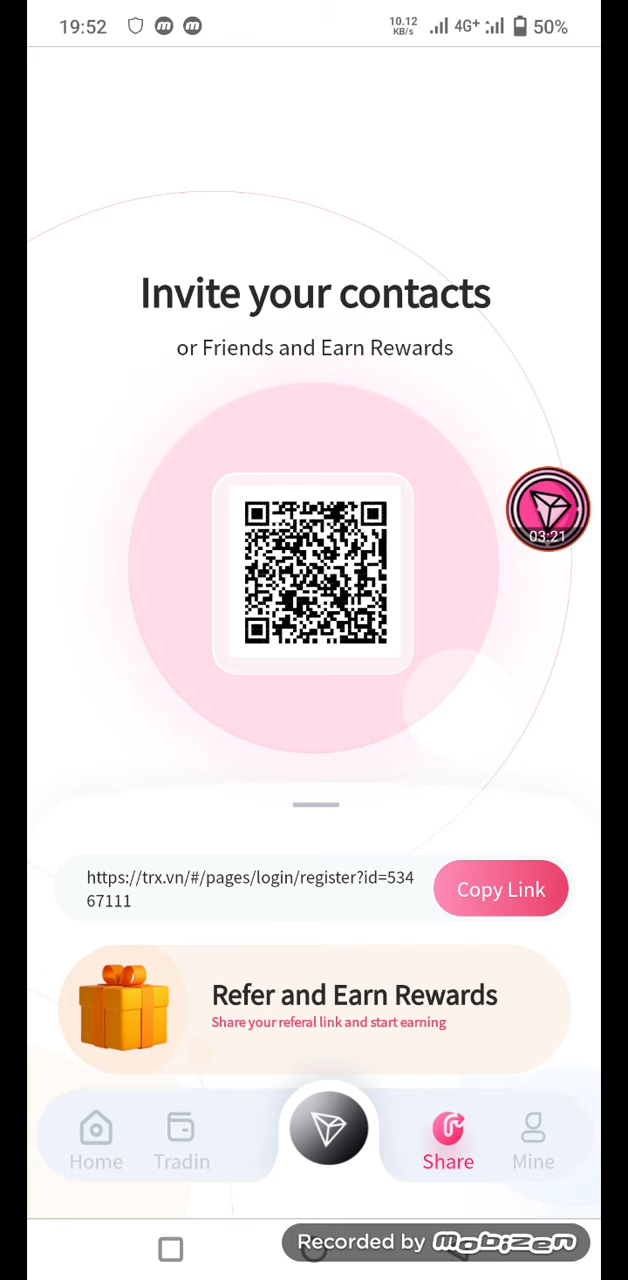 19:52
10.12
KB/s
4G+
50%
Invite your contacts
or Friends and Earn Rewards
03:21
https://trx.vn/#/pages/login/register?id=534
67111
Copy Link
Refer and Earn Rewards
Share your referal link and start earning
Home
Tradin
Share
Mine
Recorded by mobizen